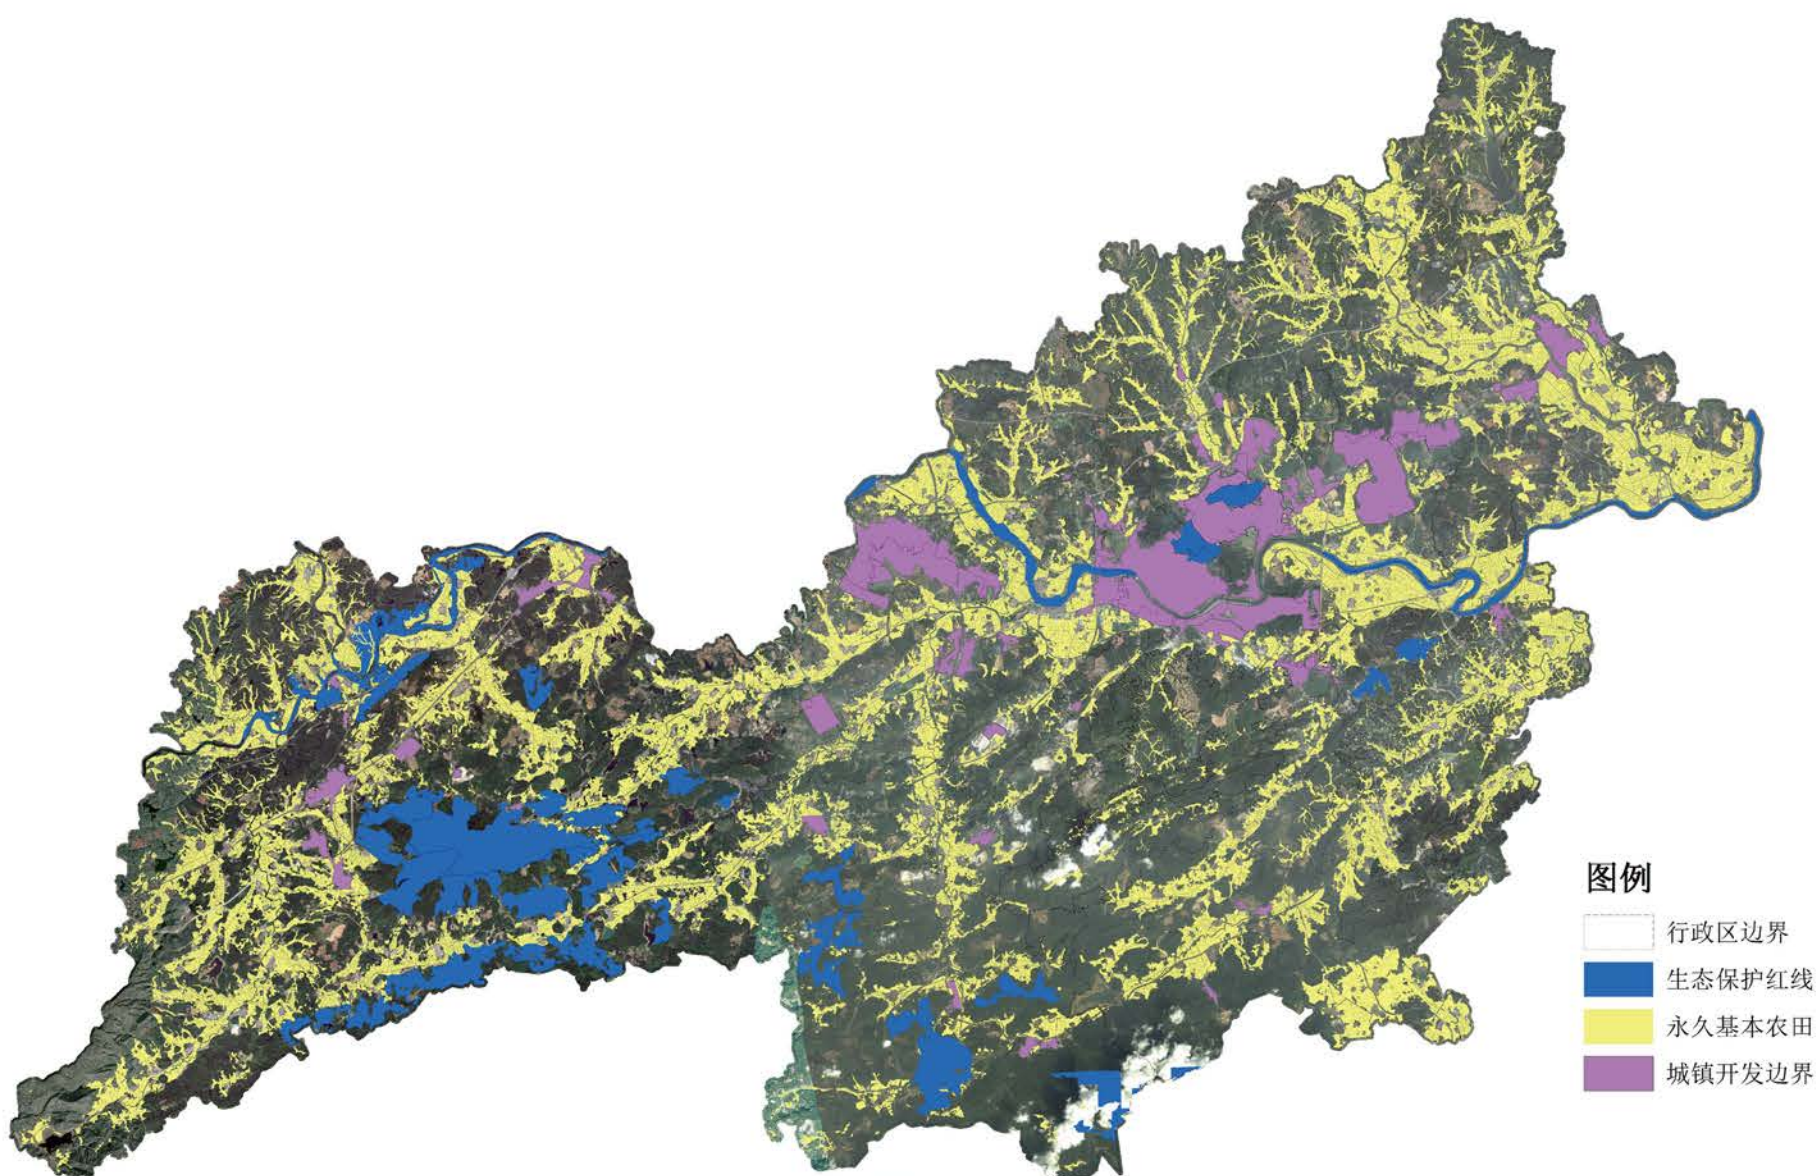 图例
行政区边界
生态保护红线
永久基本农田
城镇开发边界